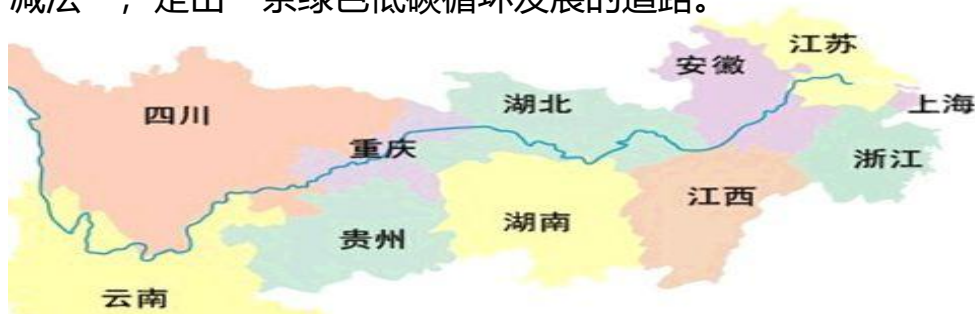 减法”，走出一条绿色低碳循环发展的道路。
江苏
安徽
四川
湖北
上海
重庆
浙江
江西
湖南
贵州
云南